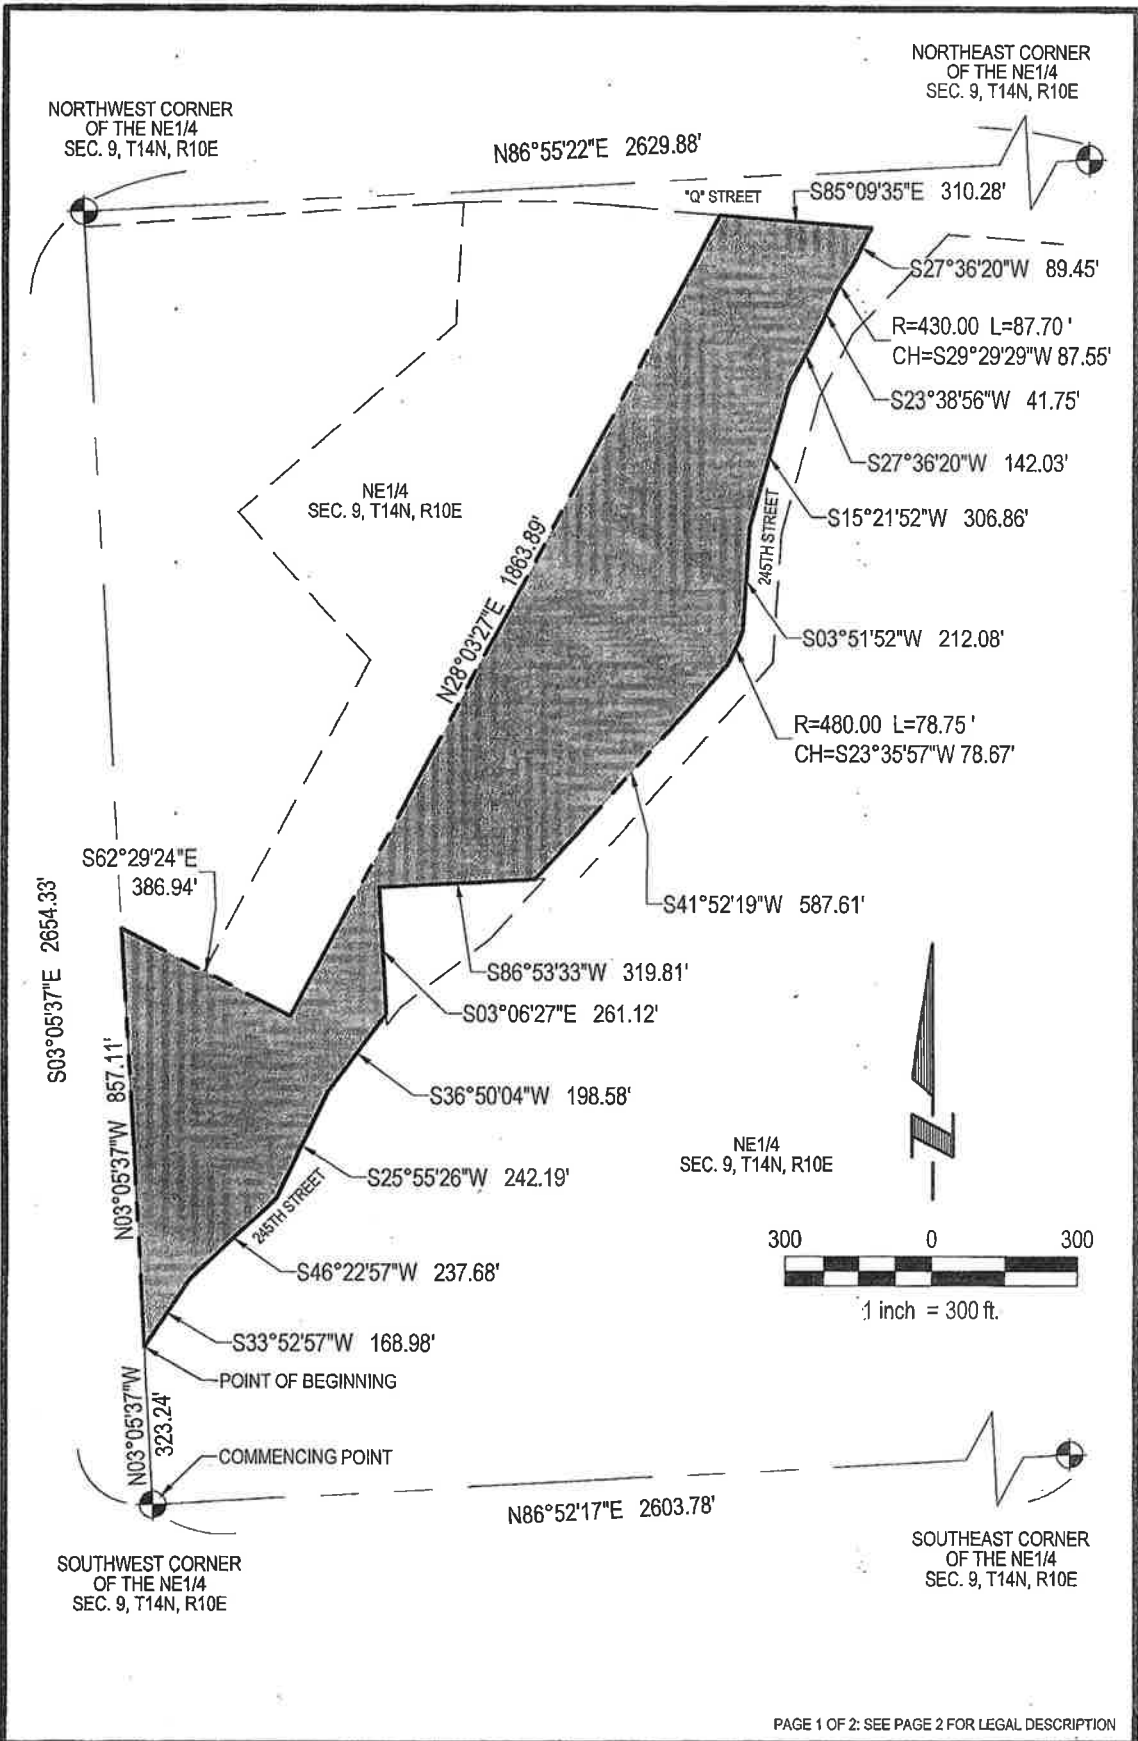 NORTHEAST CORNER
OF THE NE1/4
SEC. 9, T14N, R10E
NORTHWEST CORNER
OF THE NE1/4
SEC. 9, T14N, R10E
N86°55'22"E 2629.88'
"Q" STREET
S85°09'35"E 310.28'
S27°36'20"W 89.45'
R=430.00 L=87.70 '
CH=S29°29'29"W 87.55'
S23°38'56"W 41.75'
S27°36'20"W 142.03'
NE1/4
SEC. 9, T14N, R10E
S15°21'52"W 306.86'
245TH STREET
N28°03'27"E 1863.89'
S03°51'52"W 212.08'
R=480.00 L=78.75 '
CH=S23°35'57"W 78.67'
S62°29'24"E
386.94'
S41°52'19"W 587.61'
S03°05'37"E 2654.33'
S86°53'33"W 319.81'
S03°06'27"E 261.12'
N03°05'37"W 857.11'
S36°50'04"W 198.58'
NE1/4
SEC. 9, T14N, R10E
S25°55'26"W 242.19'
245TH STREET
300 0 300
S46°22'57"W 237.68'
1 inch = 300 ft.
S33°52'57"W 168.98'
POINT OF BEGINNING
N03°05'37"W
323.24'
COMMENCING POINT
N86°52'17"E 2603.78'
SOUTHEAST CORNER
OF THE NE1/4
SEC. 9, T14N, R10E
SOUTHWEST CORNER
OF THE NE1/4
SEC. 9, T14N, R10E
PAGE 1 OF 2: SEE PAGE 2 FOR LEGAL DESCRIPTION